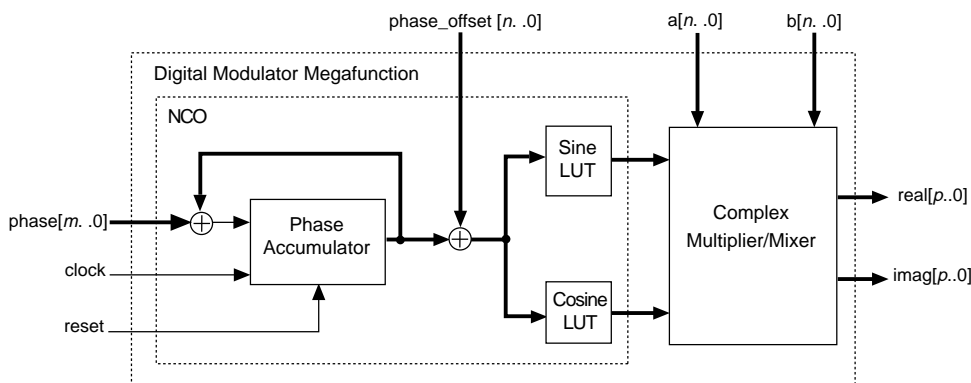 phase_offset [n. .0]
a[n. .0]
b[n. .0]
Digital Modulator Megafunction
NCO
Sine
LUT
phase[m. .0]
Phase
Accumulator
Complex
Multiplier/Mixer
real[p..0]
clock
imag[p..0]
Cosine
LUT
reset